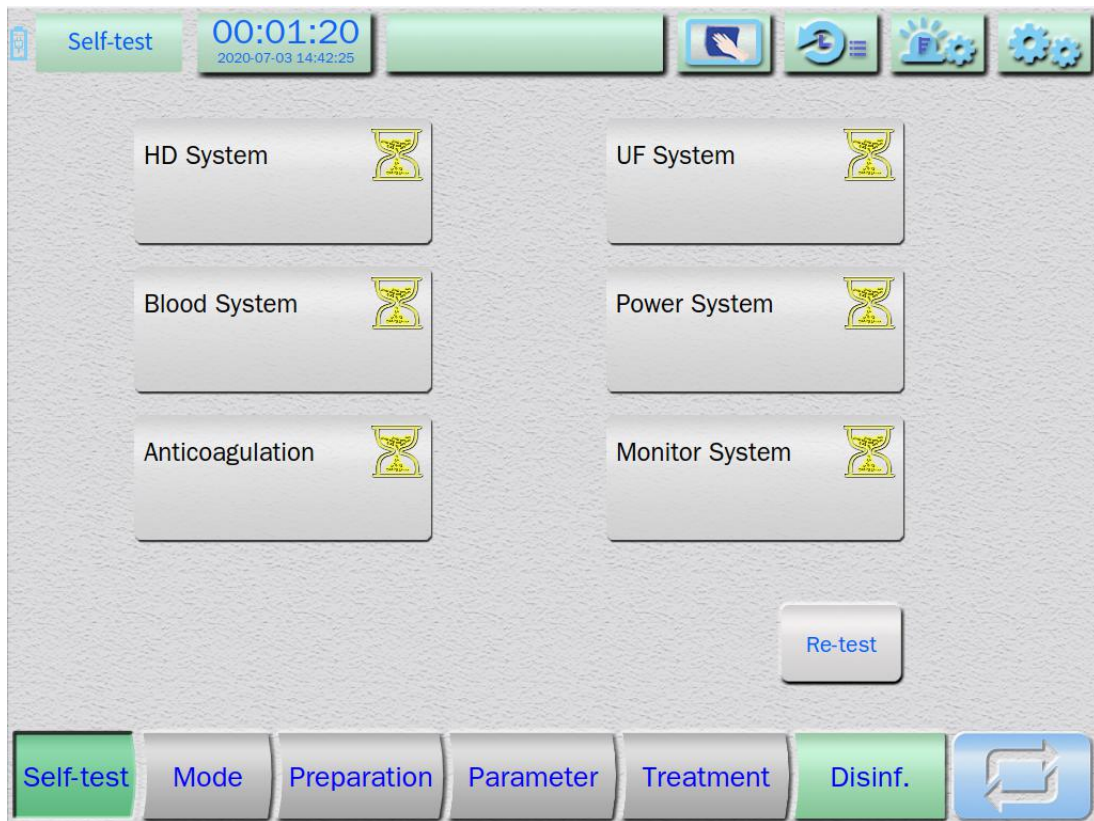 Self-test
00:01:20
2020-07-03 14:42:25
HD System
UF System
Blood System
Power System
Anticoagulation
Monitor System
Re-test
Self-test
Mode
Preparation
Parameter
Treatment
Disinf.